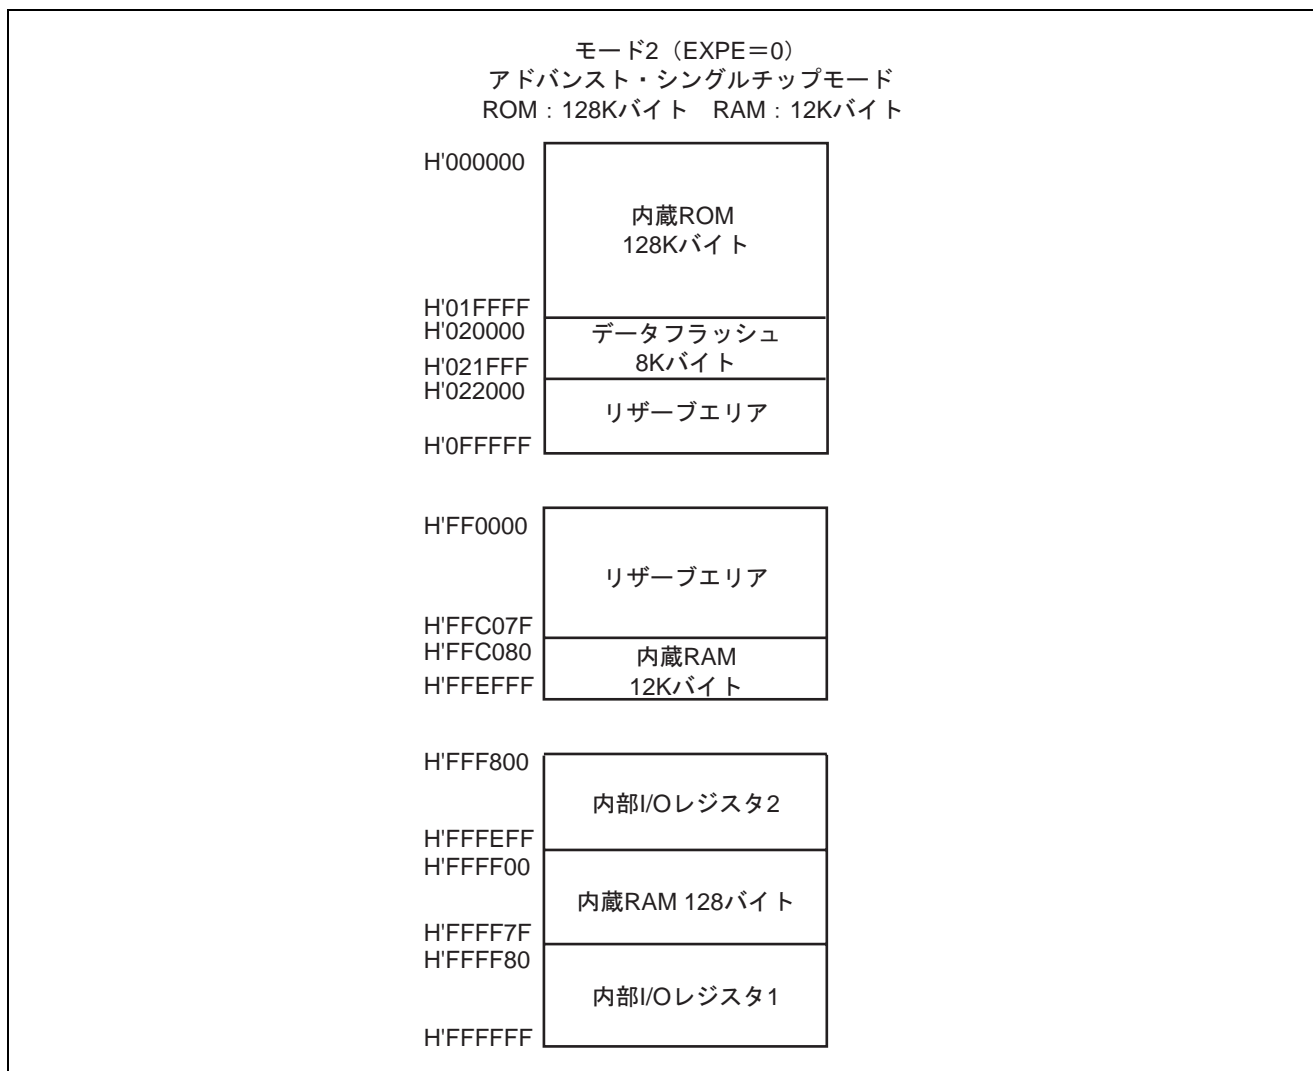 モード2（EXPE＝0）
アドバンスト・シングルチップモード
ROM：128Kバイト　RAM：12Kバイト
H'000000
内蔵ROM
128Kバイト
H'01FFFF
H'020000
データフラッシュ
8Kバイト
H'021FFF
H'022000
リザーブエリア
H'0FFFFF
H'FF0000
リザーブエリア
H'FFC07F
H'FFC080
内蔵RAM
12Kバイト
H'FFEFFF
H'FFF800
内部I/Oレジスタ2
H'FFFEFF
H'FFFF00
内蔵RAM 128バイト
H'FFFF7F
H'FFFF80
内部I/Oレジスタ1
H'FFFFFF